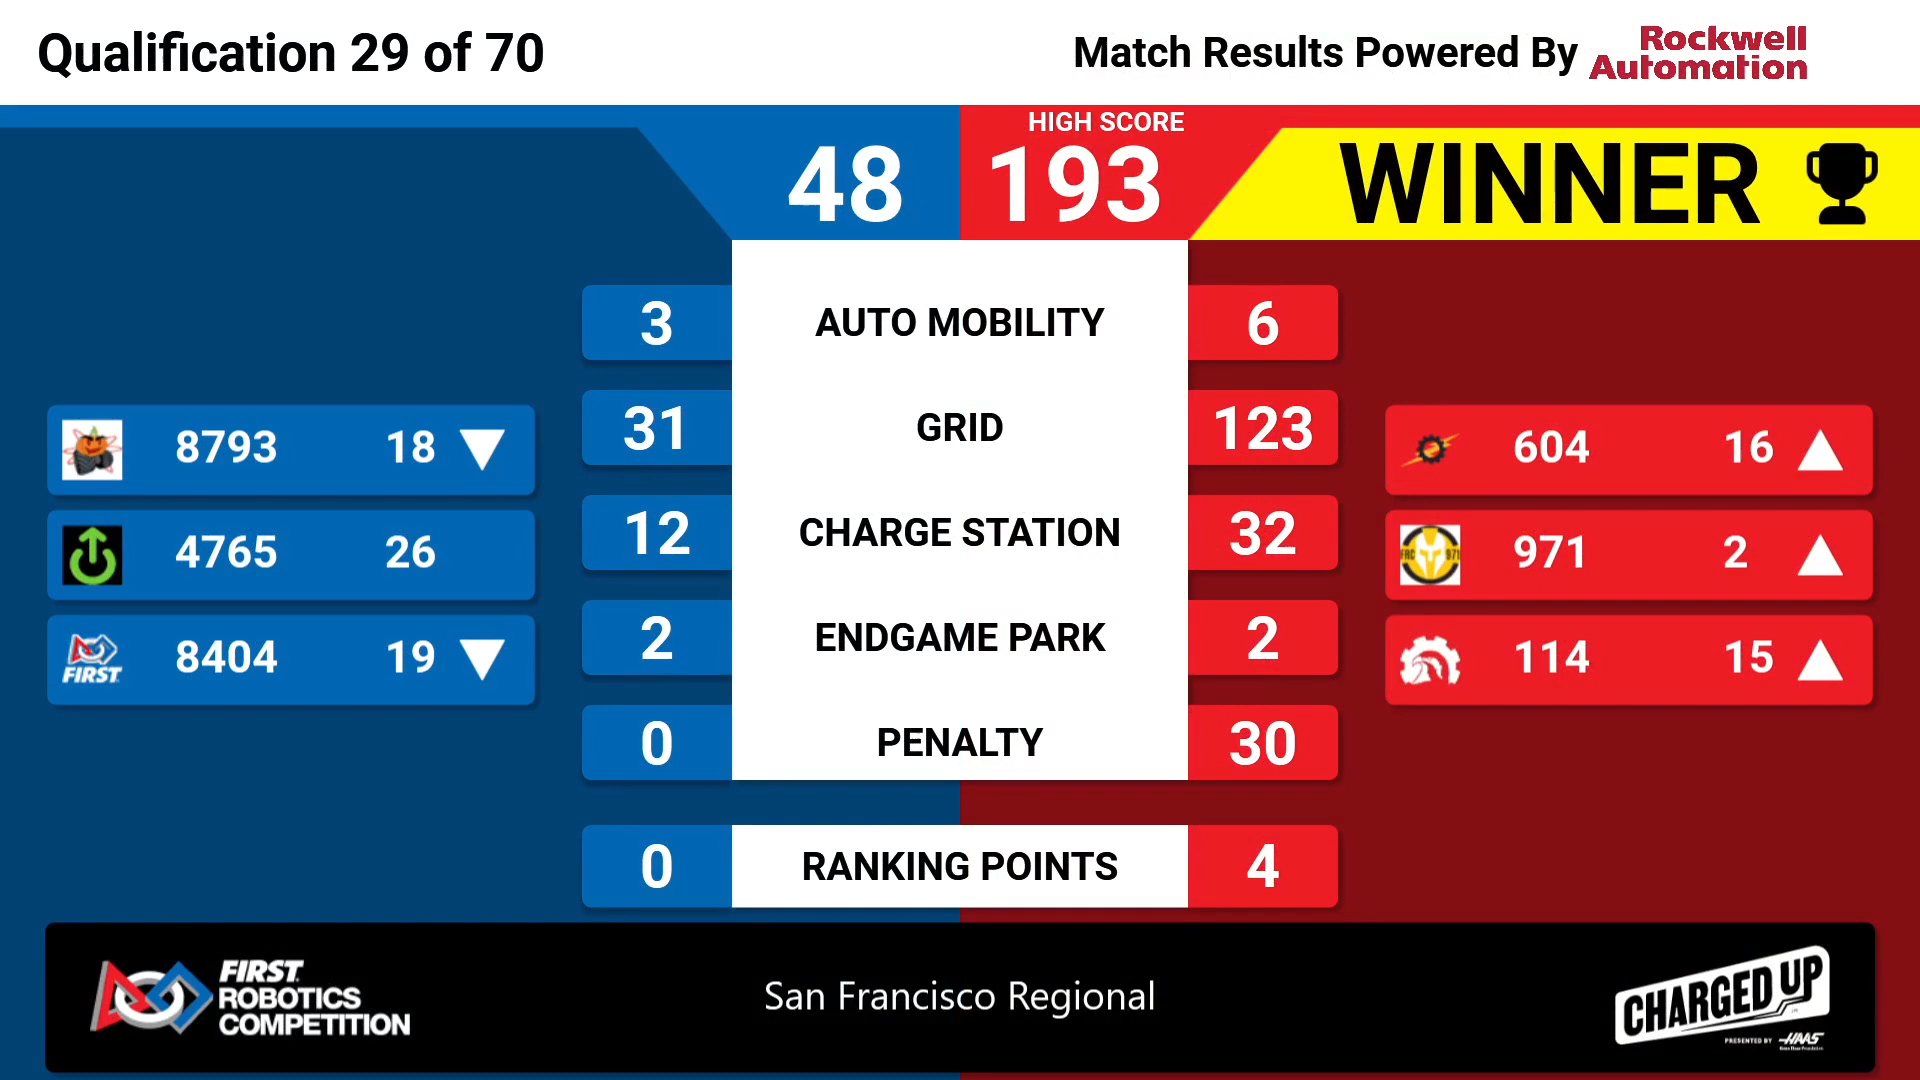 Qualification 29 of 70
Match Results Powered By
Rockwell
Automation
48
HIGH SCORE
193
WINNER
3 AUTO MOBILITY 6
31 GRID 123
12 CHARGE STATION 32
2 ENDGAME PARK 2
0 PENALTY 30
0 RANKING POINTS 4
8793 18
4765 26
FIRST 8404 19
604 16
FRC 971 971 2
114 15
FIRST
ROBOTICS
COMPETITION
San Francisco Regional
CHARGED UP
PRESENTED BY HAAS